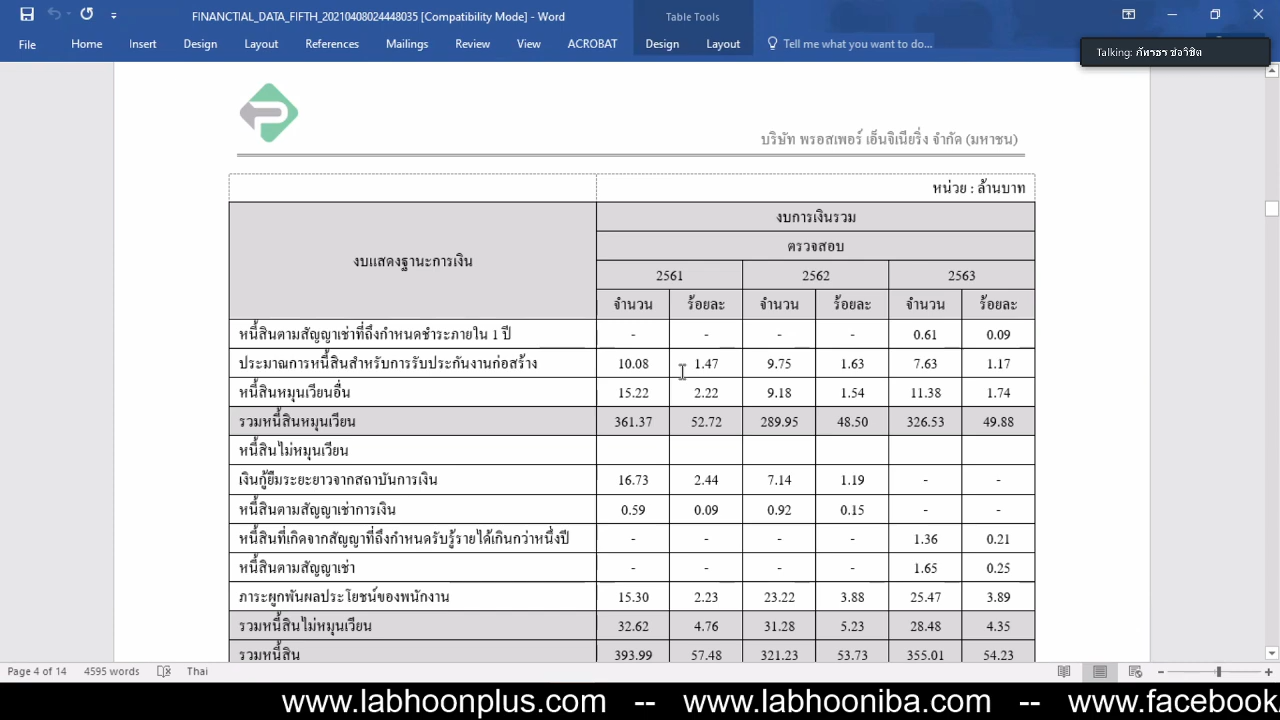 FINANCTIAL_DATA_FIFTH_20210408024448035 [Compatibility Mode] - Word
Table Tools
File Home Insert Design Layout References Mailings Review View ACROBAT Design Layout Tell me what you want to do...
Talking: ภัทรธร ช่อวิชิต
บริษัท พรอสเพอร์ เอ็นจิเนียริ่ง จำกัด (มหาชน)
หน่วย : ล้านบาท
งบแสดงฐานะการเงิน
งบการเงินรวม
ตรวจสอบ
2561 2562 2563
จำนวน ร้อยละ จำนวน ร้อยละ จำนวน ร้อยละ
หนี้สินตามสัญญาเช่าที่ถึงกำหนดชำระภายใน 1 ปี - - - - 0.61 0.09
ประมาณการหนี้สินสำหรับการรับประกันงานก่อสร้าง 10.08 1.47 9.75 1.63 7.63 1.17
หนี้สินหมุนเวียนอื่น 15.22 2.22 9.18 1.54 11.38 1.74
รวมหนี้สินหมุนเวียน 361.37 52.72 289.95 48.50 326.53 49.88
หนี้สินไม่หมุนเวียน
เงินกู้ยืมระยะยาวจากสถาบันการเงิน 16.73 2.44 7.14 1.19 - -
หนี้สินตามสัญญาเช่าการเงิน 0.59 0.09 0.92 0.15 - -
หนี้สินที่เกิดจากสัญญาที่ถึงกำหนดรับรู้รายได้เกินกว่าหนึ่งปี - - - - 1.36 0.21
หนี้สินตามสัญญาเช่า - - - - 1.65 0.25
ภาระผูกพันผลประโยชน์ของพนักงาน 15.30 2.23 23.22 3.88 25.47 3.89
รวมหนี้สินไม่หมุนเวียน 32.62 4.76 31.28 5.23 28.48 4.35
รวมหนี้สิน 393.99 57.48 321.23 53.73 355.01 54.23
Page 4 of 14 4595 words Thai
www.labhoonplus.com -- www.labhooniba.com -- www.facebook